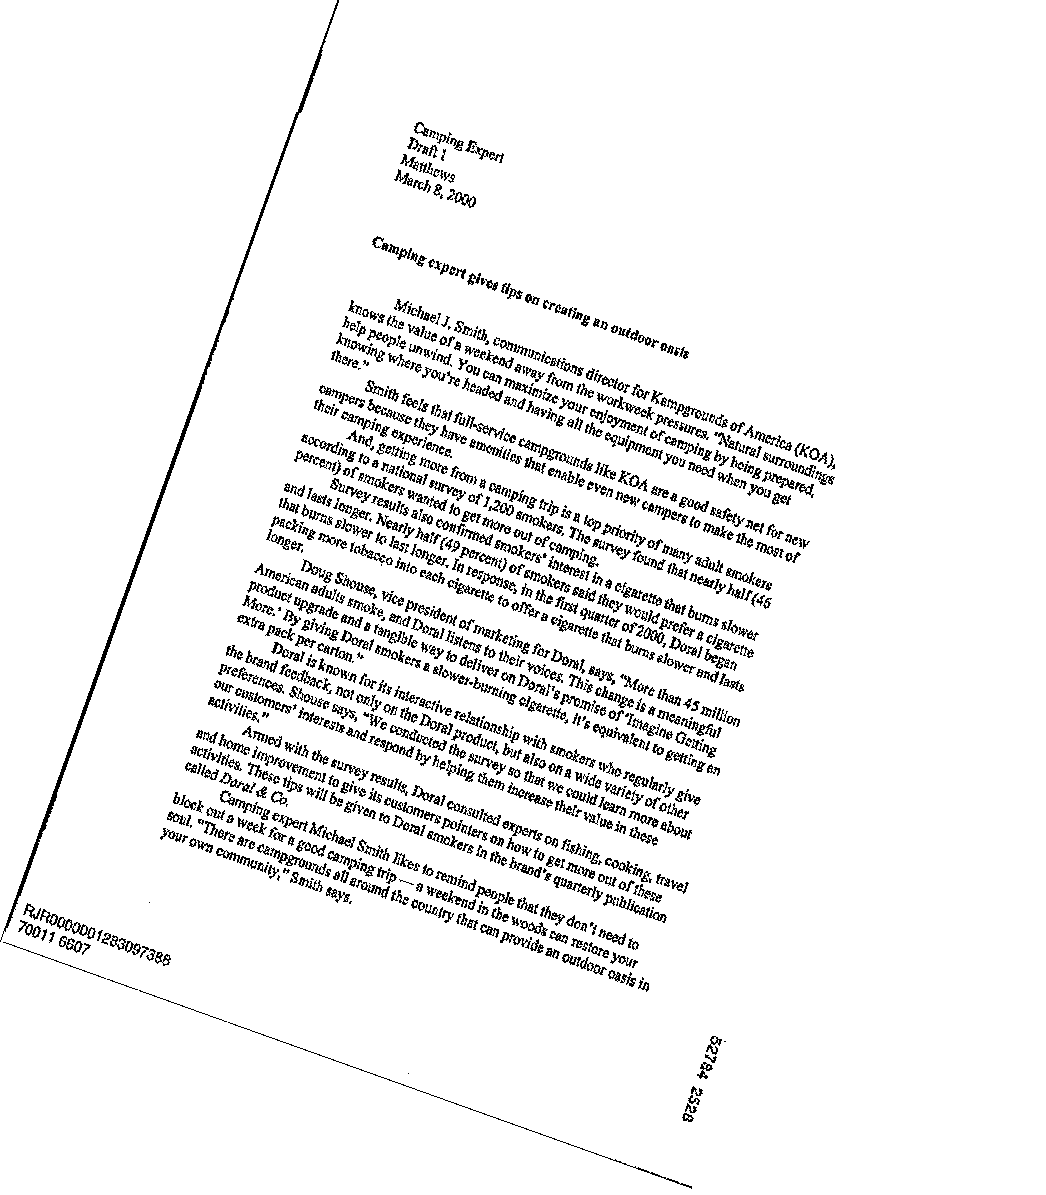 Camping Expert
Draft 1
Matthews
March 8, 2000
Camping expert gives tips on creating an outdoor oasis
Michael J. Smith, communications director for Kampgrounds of America (KOA),
knows the value of a weekend away from the workweek pressures. "Natural surroundings
help people unwind. You can maximize your enjoyment of camping by being prepared,
knowing where you're headed and having all the equipment you need when you get
there."
Smith feels that full-service campgrounds like KOA are a good safety net for new
campers because they have amenities that enable even new campers to make the most of
their camping experience.
And, getting more from a camping trip is a top priority of many adult smokers
according to a national survey of 1,200 smokers. The survey found that nearly half (46
percent) of smokers wanted to get more out of camping.
Survey results also confirmed smokers' interest in a cigarette that burns slower
and lasts longer. Nearly half (49 percent) of smokers said they would prefer a cigarette
that burns slower to last longer. In response, in the first quarter of 2000, Doral began
packing more tobacco into each cigarette to offer a cigarette that burns slower and lasts
longer.
Doug Shouse, vice president of marketing for Doral, says, "More than 45 million
American adults smoke, and Doral listens to their voices. This change is a meaningful
product upgrade and a tangible way to deliver on Doral's promise of 'Imagine Getting
More.' By giving Doral smokers a slower-burning cigarette, it's equivalent to getting an
extra pack per carton."
Doral is known for its interactive relationship with smokers who regularly give
the brand feedback, not only on the Doral product, but also on a wide variety of other
preferences. Shouse says, "We conducted the survey so that we could learn more about
our customers' interests and respond by helping them increase their value in these
activities."
Armed with the survey results, Doral consulted experts on fishing, cooking, travel
and home improvement to give its customers pointers on how to get more out of these
activities. These tips will be given to Doral smokers in the brand's quarterly publication
called Doral & Co.
Camping expert Michael Smith likes to remind people that they don't need to
block out a week for a good camping trip — a weekend in the woods can restore your
soul. "There are campgrounds all around the country that can provide an outdoor oasis in
your own community," Smith says.
RJR0000001283097388
70011 6607
52784 2528